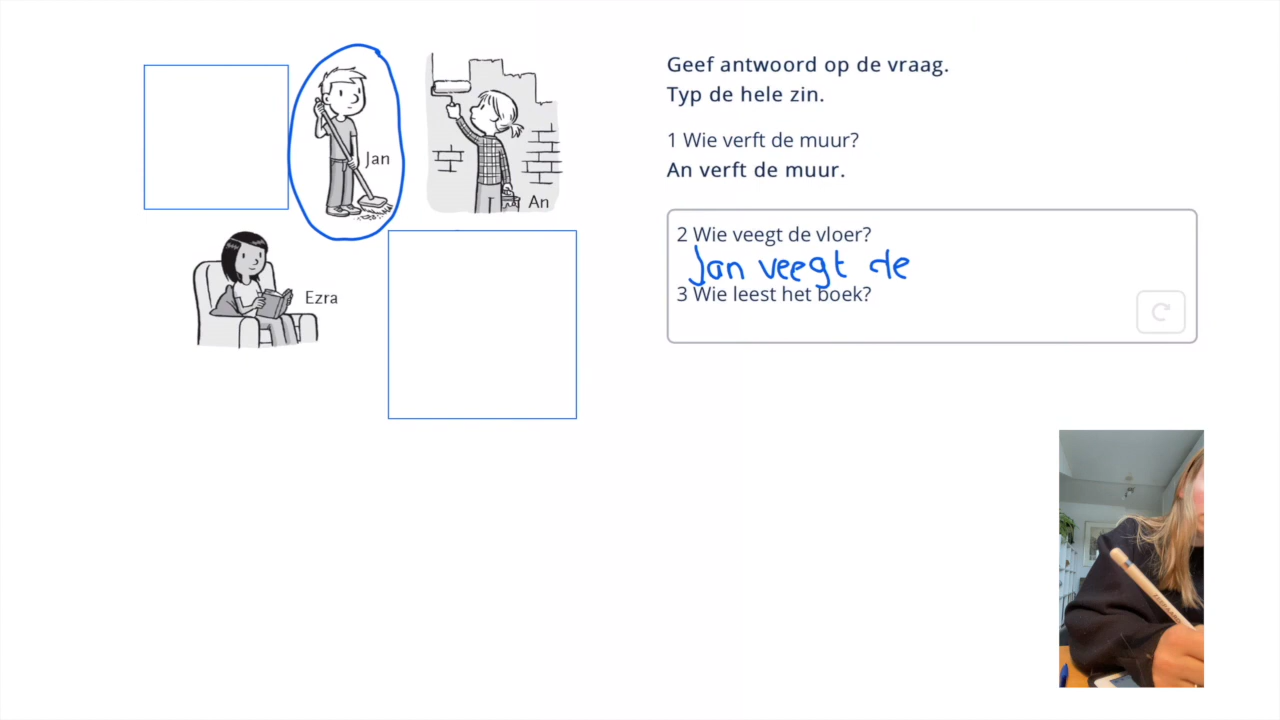 Jan
An
Ezra
Geef antwoord op de vraag.
Typ de hele zin.
1 Wie verft de muur?
An verft de muur.
2 Wie veegt de vloer?
Jan veegt de
3 Wie leest het boek?